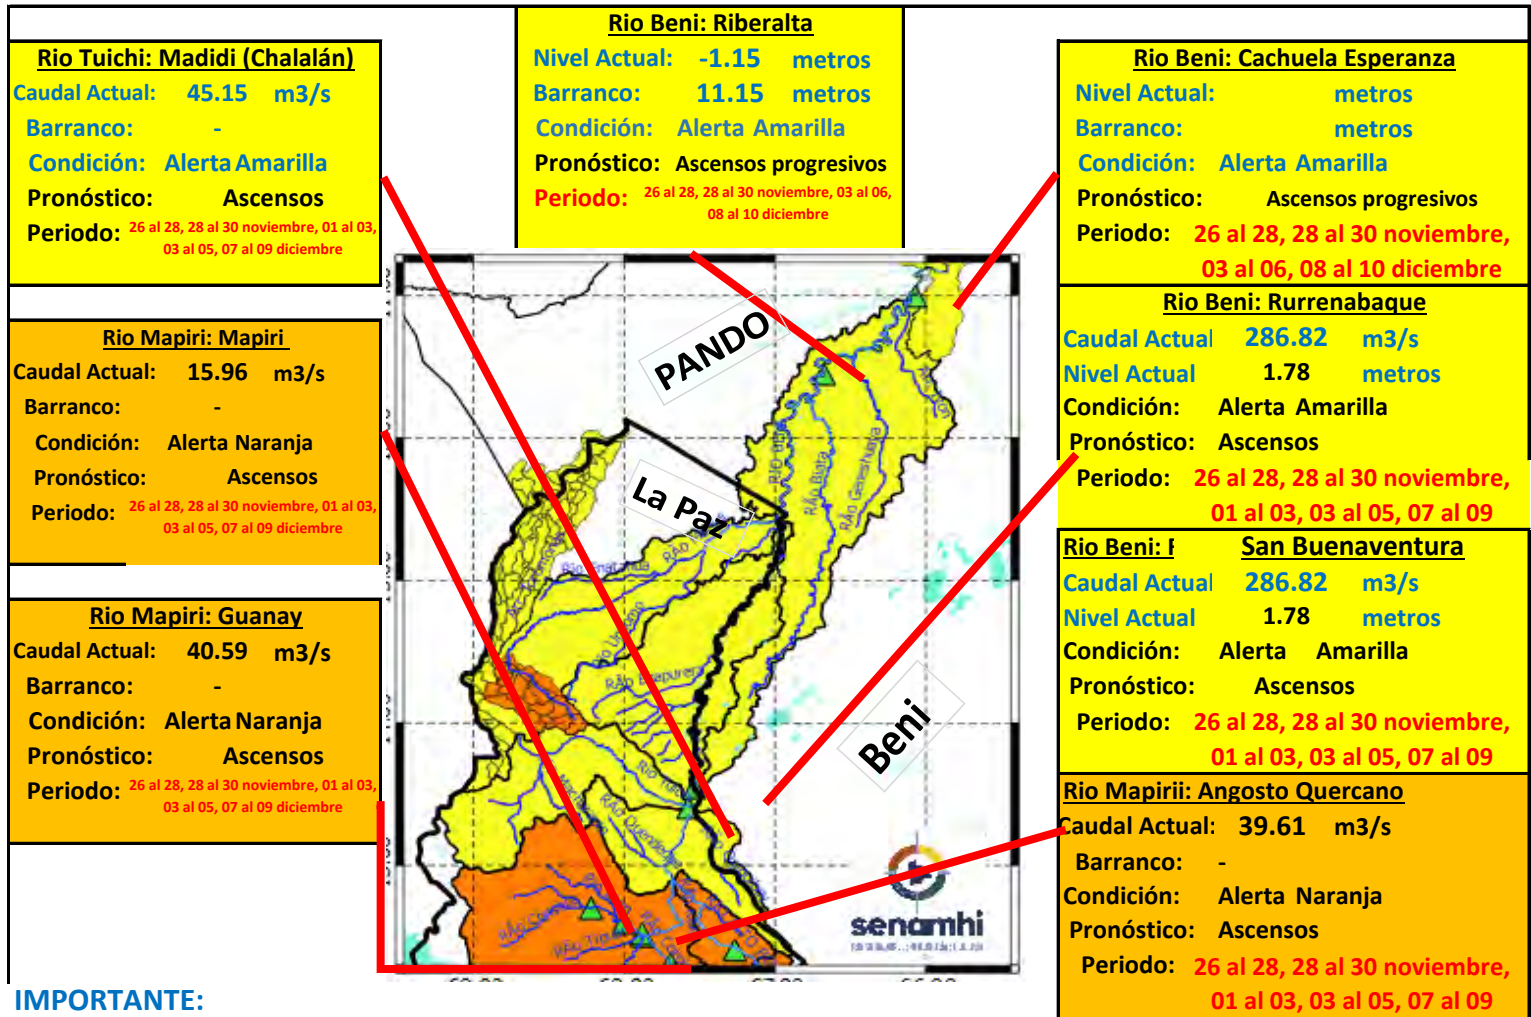 Rio Beni: Riberalta
Nivel Actual: -1.15 metros
Barranco: 11.15 metros
Condición: Alerta Amarilla
Pronóstico: Ascensos progresivos
Periodo: 26 al 28, 28 al 30 noviembre, 03 al 06,
08 al 10 diciembre
Rio Tuichi: Madidi (Chalalán)
Caudal Actual: 45.15 m3/s
Barranco: -
Condición: Alerta Amarilla
Pronóstico: Ascensos
Periodo: 26 al 28, 28 al 30 noviembre, 01 al 03,
03 al 05, 07 al 09 diciembre
Rio Mapiri: Mapiri
Caudal Actual: 15.96 m3/s
Barranco: -
Condición: Alerta Naranja
Pronóstico: Ascensos
Periodo: 26 al 28, 28 al 30 noviembre, 01 al 03,
03 al 05, 07 al 09 diciembre
Rio Mapiri: Guanay
Caudal Actual: 40.59 m3/s
Barranco: -
Condición: Alerta Naranja
Pronóstico: Ascensos
Periodo: 26 al 28, 28 al 30 noviembre, 01 al 03,
03 al 05, 07 al 09 diciembre
Rio Beni: Cachuela Esperanza
Nivel Actual: metros
Barranco: metros
Condición: Alerta Amarilla
Pronóstico: Ascensos progresivos
Periodo: 26 al 28, 28 al 30 noviembre,
03 al 06, 08 al 10 diciembre
Rio Beni: Rurrenabaque
Caudal Actual 286.82 m3/s
Nivel Actual 1.78 metros
Condición: Alerta Amarilla
Pronóstico: Ascensos
Periodo: 26 al 28, 28 al 30 noviembre,
01 al 03, 03 al 05, 07 al 09
Rio Beni: San Buenaventura
Caudal Actual 286.82 m3/s
Nivel Actual 1.78 metros
Condición: Alerta Amarilla
Pronóstico: Ascensos
Periodo: 26 al 28, 28 al 30 noviembre,
01 al 03, 03 al 05, 07 al 09
Rio Mapirii: Angosto Quercano
Caudal Actual: 39.61 m3/s
Barranco: -
Condición: Alerta Naranja
Pronóstico: Ascensos
Periodo: 26 al 28, 28 al 30 noviembre,
01 al 03, 03 al 05, 07 al 09
PANDO
La Paz
Beni
RÃo Biata
RÃo Geneshuaya
senamhi
IMPORTANTE: